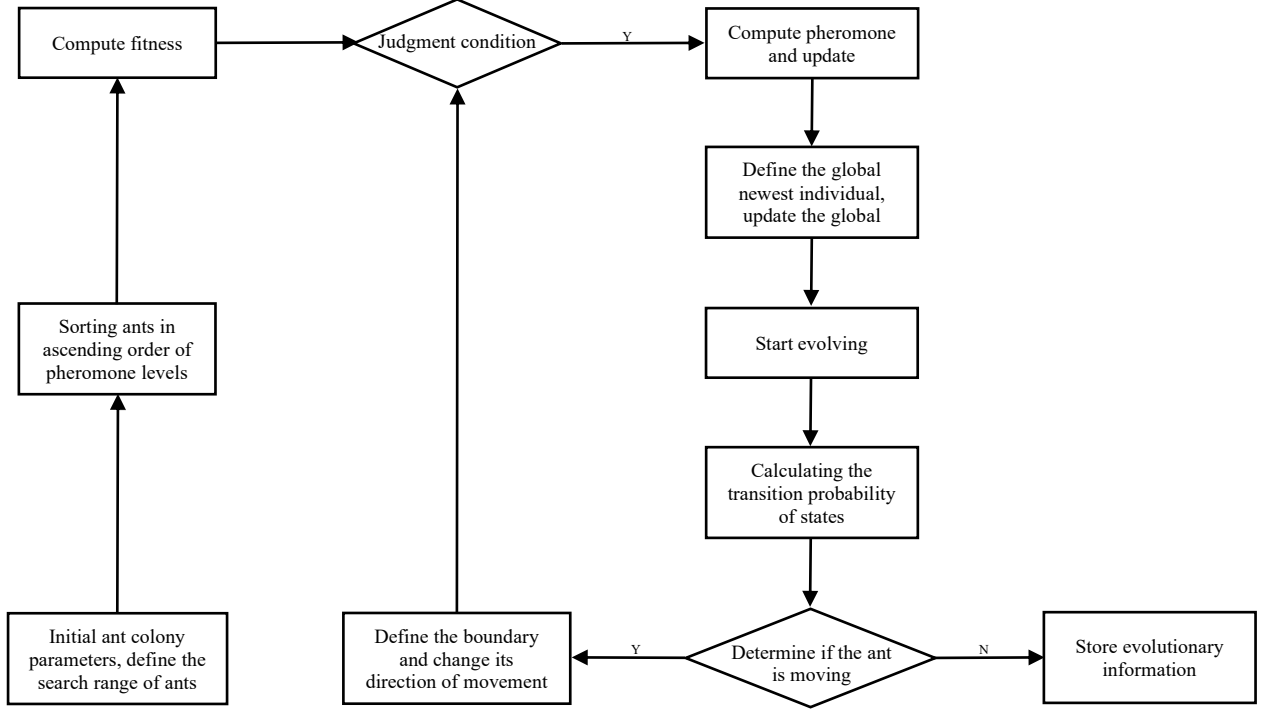 Compute fitness
Judgment condition
Y
Compute pheromone
and update
Define the global
newest individual,
update the global
Start evolving
Sorting ants in
ascending order of
pheromone levels
Calculating the
transition probability
of states
Initial ant colony
parameters, define the
search range of ants
Define the boundary
and change its
direction of movement
Y
Determine if the ant
is moving
N
Store evolutionary
information